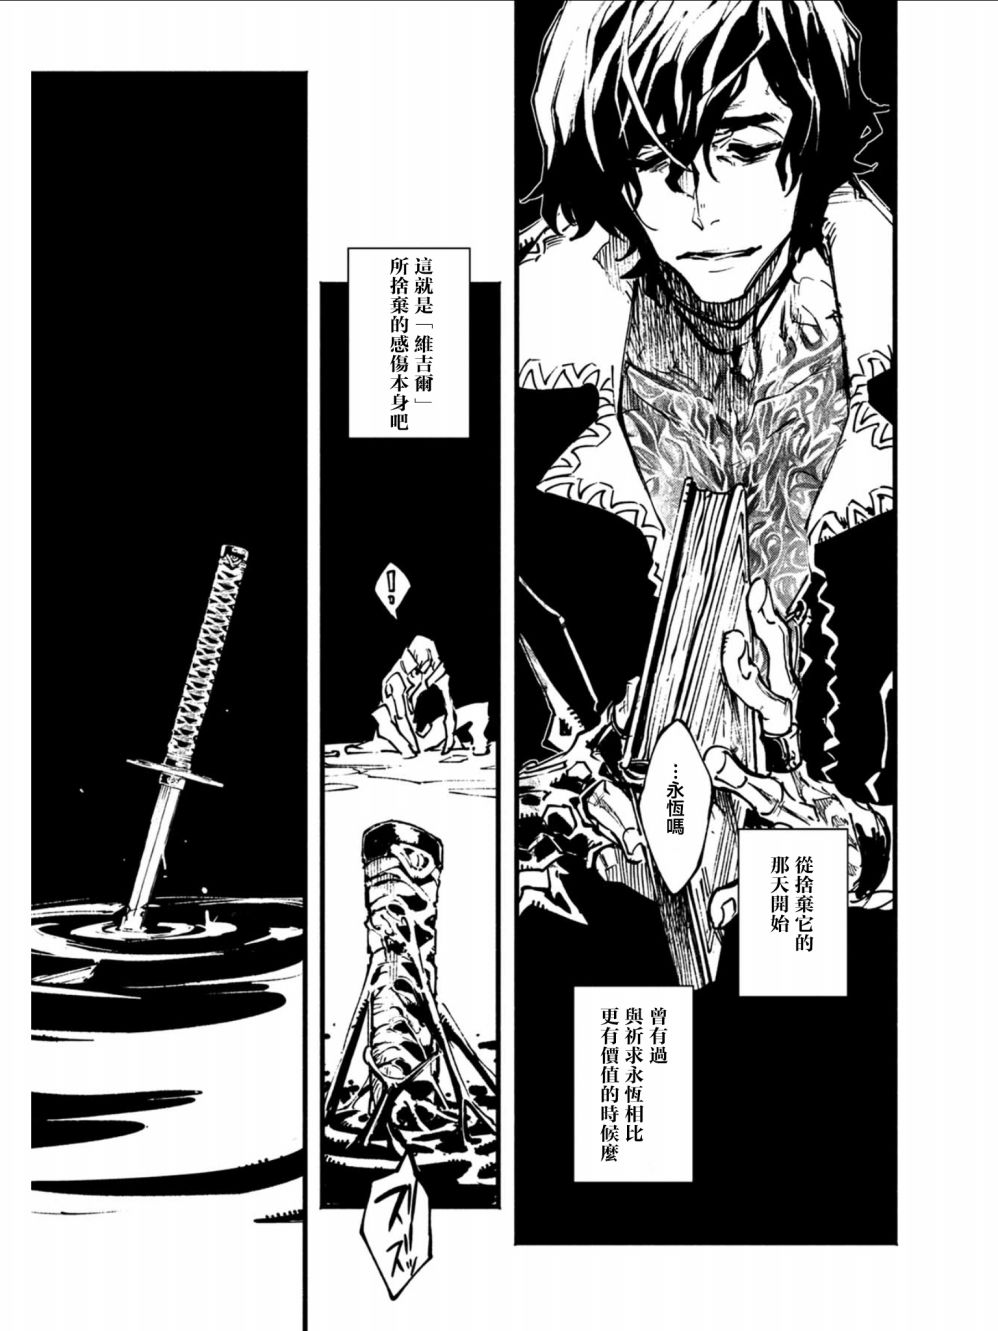 …永恆嗎
從捨棄它的
那天開始
曾有過
與祈求永恆相比
更有價值的時候麼
這就是「維吉爾」
所捨棄的感傷本身吧
!。
ズリ
ズッ